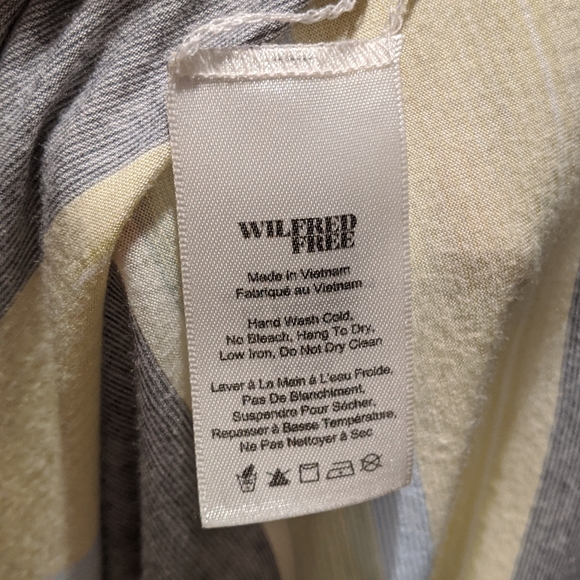 WILFRED
FREE
Made in Vietnam
Fabriqué au Vietnam
Hand Wash Cold,
No Bleach, Hang To Dry,
Low Iron, Do Not Dry Clean
Laver à La Main à L'eau Froide,
Pas De Blanchiment,
Suspendre Pour Sécher,
Repasser à Basse Température,
Ne Pas Nettoyer à Sec